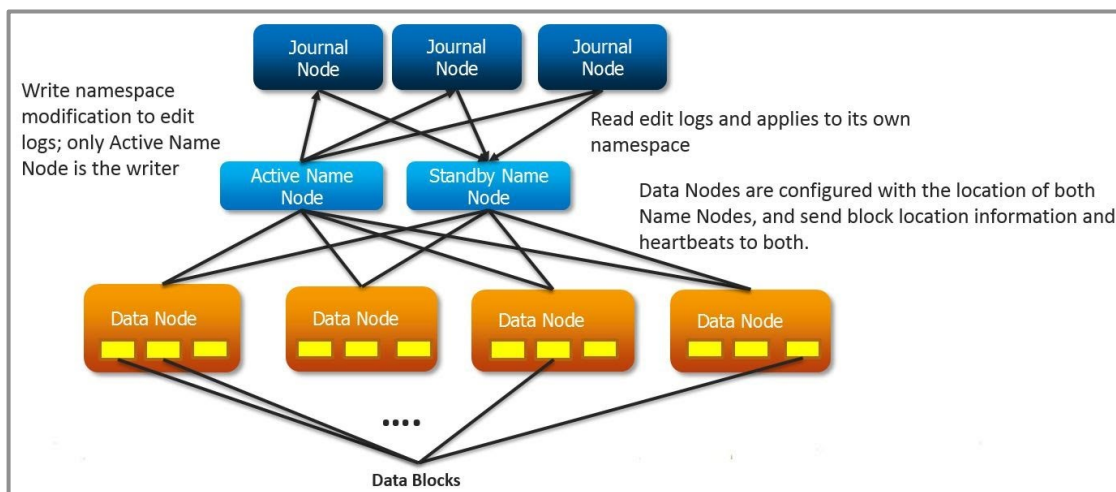 Journal
Node
Journal
Node
Journal
Node
Write namespace
modification to edit
logs; only Active Name
Node is the writer
Read edit logs and applies to its own
namespace
Active Name
Node
Standby Name
Node
Data Nodes are configured with the location of both
Name Nodes, and send block location information and
heartbeats to both.
Data Node
Data Node
Data Node
Data Node
....
Data Blocks